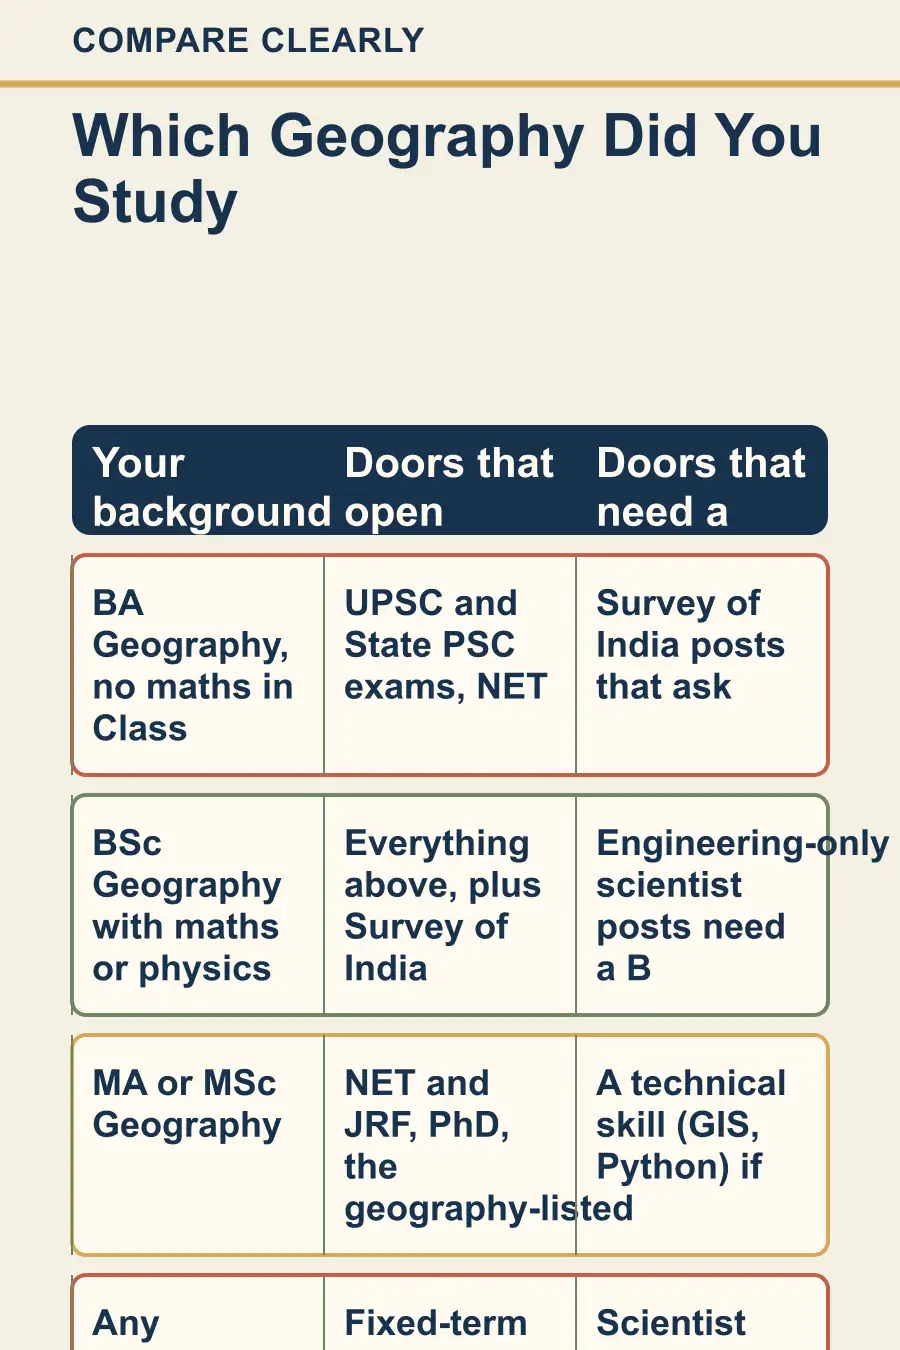 COMPARE CLEARLY
Which Geography Did You
Study
Your
background
Doors that
open
Doors that
need a
BA
Geography,
no maths in
Class
UPSC and
State PSC
exams, NET
Survey of
India posts
that ask
BSc
Geography
with maths
or physics
Everything
above, plus
Survey of
India
Engineering-only
scientist
posts need
a B
MA or MSc
Geography
NET and
JRF, PhD,
the
geography-listed
A technical
skill (GIS,
Python) if
Any
Fixed-term
Scientist